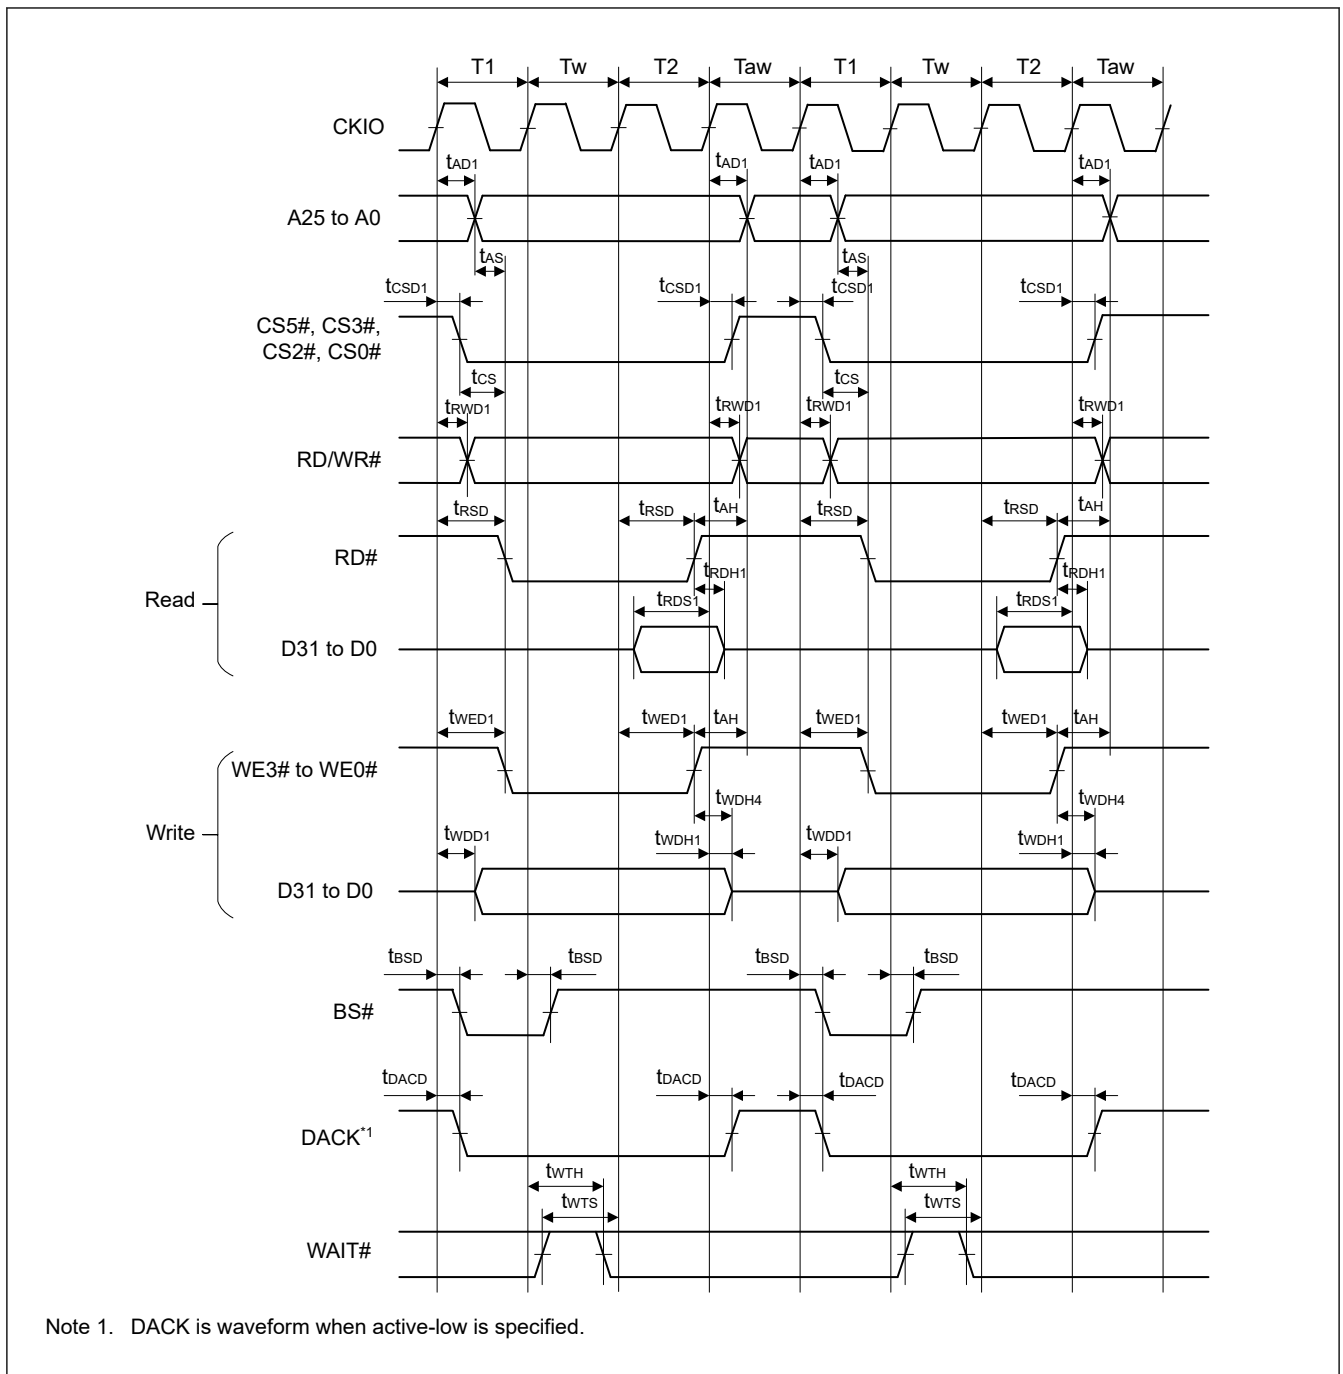 T1 Tw T2 Taw T1 Tw T2 Taw
CKIO
tAD1 tAD1 tAD1 tAD1
A25 to A0
tAS tAS
tCSD1 tCSD1 tCSD1 tCSD1
CS5#, CS3#,
CS2#, CS0#
tCS tCS
tRWD1 tRWD1 tRWD1 tRWD1
RD/WR#
tRSD tRSD tAH tRSD tRSD tAH
RD#
tRDH1 tRDH1
Read
tRDS1 tRDS1
D31 to D0
tWED1 tWED1 tAH tWED1 tWED1 tAH
WE3# to WE0#
tWDH4 tWDH4
Write
tWDD1 tWDH1 tWDD1 tWDH1
D31 to D0
tBSD tBSD tBSD tBSD
BS#
tDACD tDACD tDACD tDACD
DACK*1
tWTH tWTH
tWTS tWTS
WAIT#
Note 1. DACK is waveform when active-low is specified.